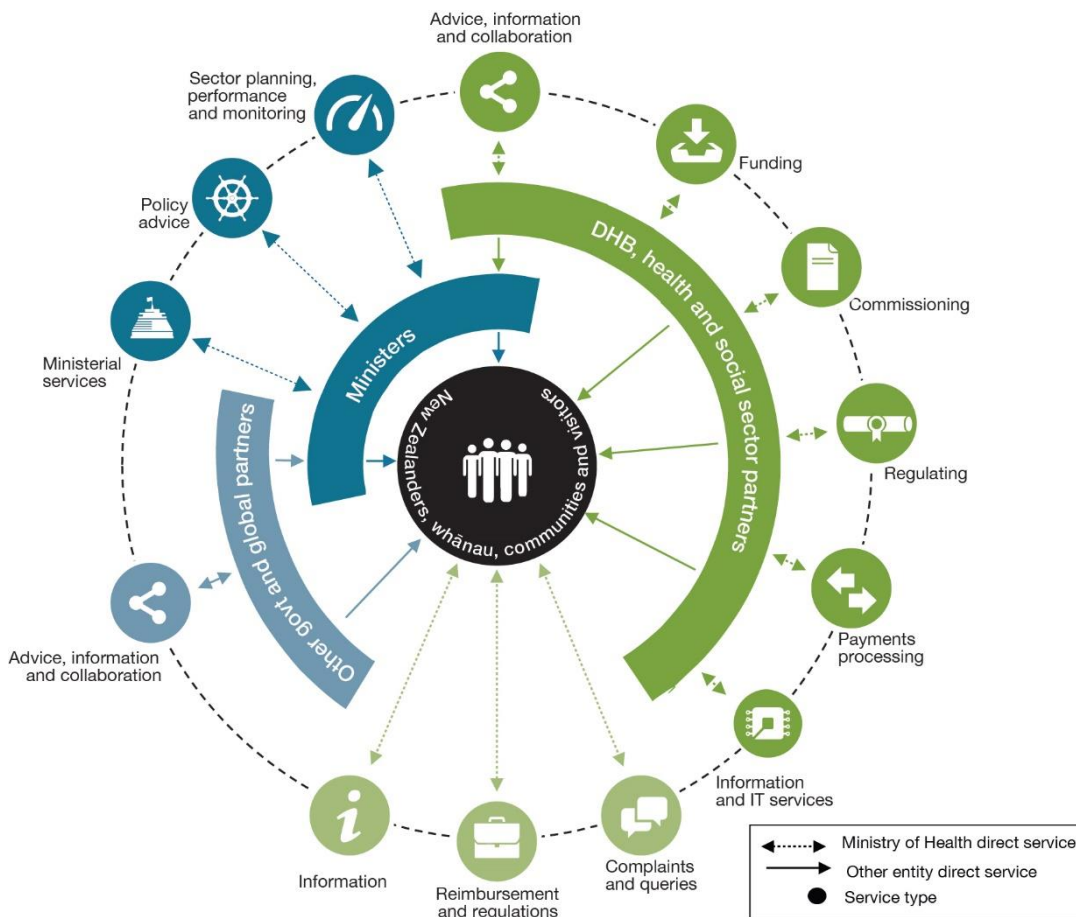 Advice, information
and collaboration
Sector planning,
performance
and monitoring
Funding
Policy
advice
DHB, health and social sector partners
Commissioning
Ministerial
services
Ministers
New Zealanders, whānau, communities and visitors
Regulating
Other govt and global partners
Advice, information
and collaboration
Payments
processing
Information
and IT services
Information
Reimbursement
and regulations
Complaints
and queries
Ministry of Health direct service
Other entity direct service
Service type